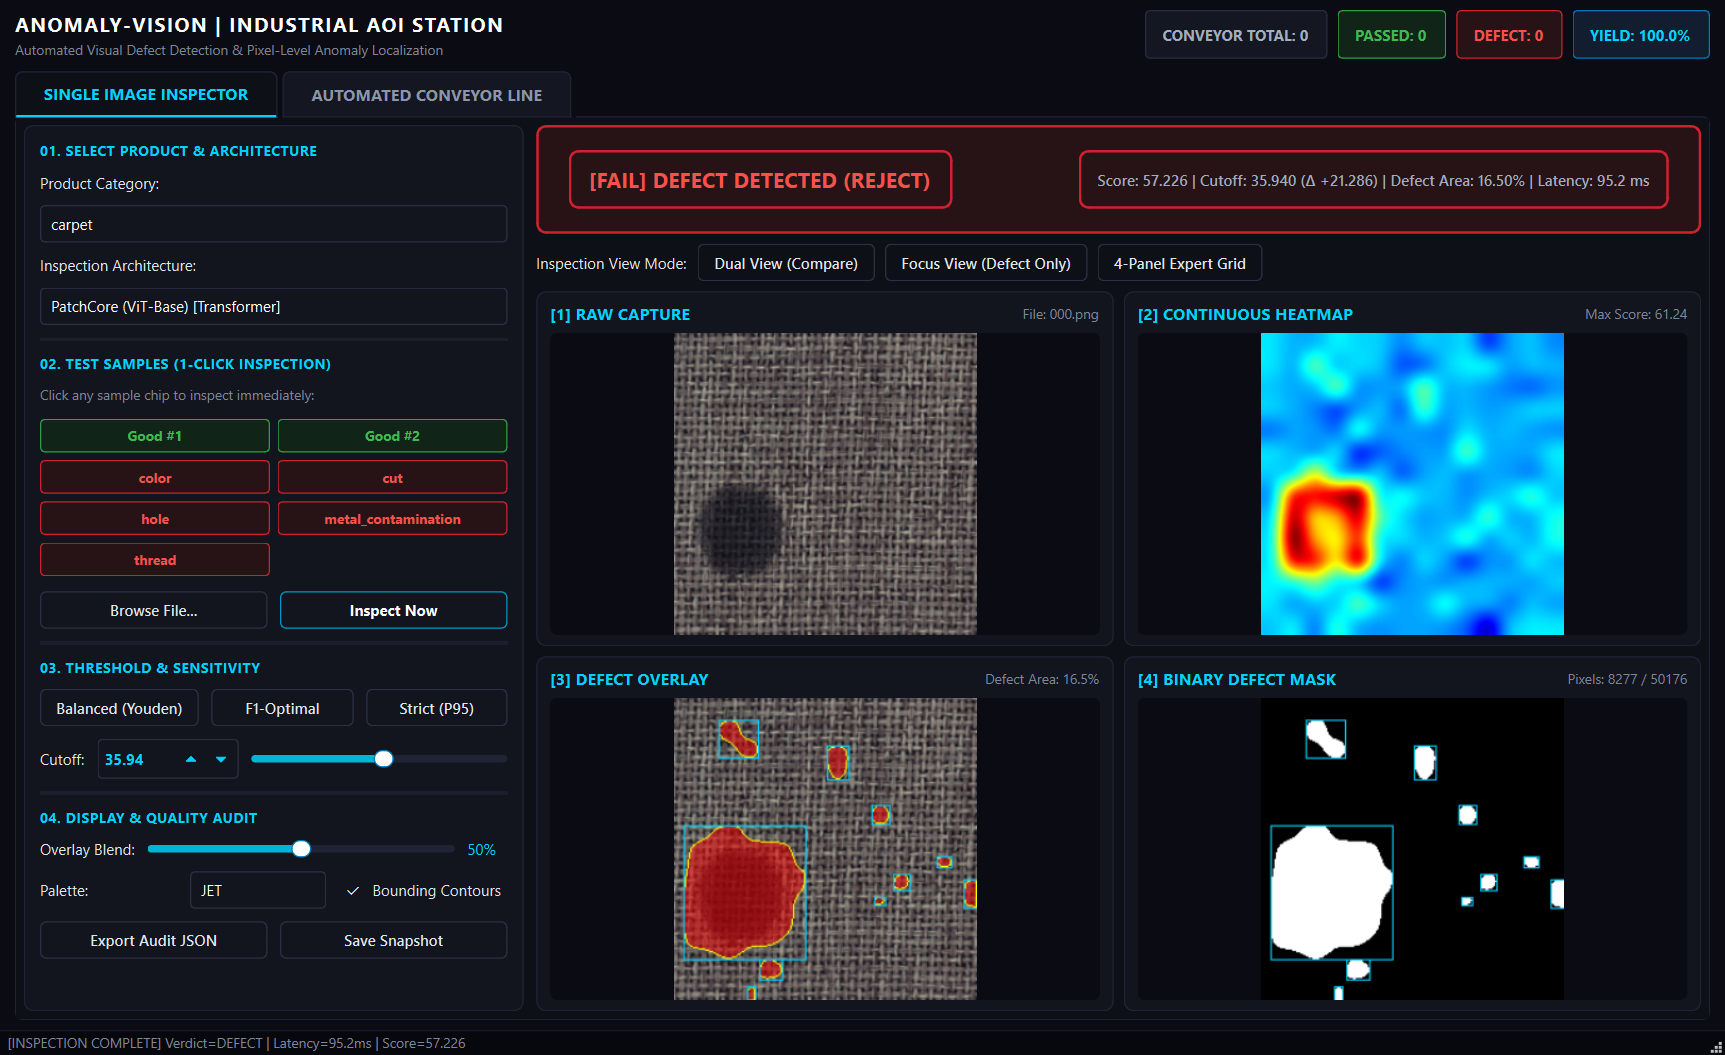 ANOMALY-VISION | INDUSTRIAL AOI STATION
Automated Visual Defect Detection & Pixel-Level Anomaly Localization
CONVEYOR TOTAL: 0
PASSED: 0
DEFECT: 0
YIELD: 100.0%
SINGLE IMAGE INSPECTOR
AUTOMATED CONVEYOR LINE
01. SELECT PRODUCT & ARCHITECTURE
Product Category:
carpet
Inspection Architecture:
PatchCore (ViT-Base) [Transformer]
02. TEST SAMPLES (1-CLICK INSPECTION)
Click any sample chip to inspect immediately:
Good #1
Good #2
color
cut
hole
metal_contamination
thread
Browse File...
Inspect Now
03. THRESHOLD & SENSITIVITY
Balanced (Youden)
F1-Optimal
Strict (P95)
Cutoff:
35.94
04. DISPLAY & QUALITY AUDIT
Overlay Blend:
50%
Palette:
JET
Bounding Contours
Export Audit JSON
Save Snapshot
[FAIL] DEFECT DETECTED (REJECT)
Score: 57.226 | Cutoff: 35.940 (Δ +21.286) | Defect Area: 16.50% | Latency: 95.2 ms
Inspection View Mode:
Dual View (Compare)
Focus View (Defect Only)
4-Panel Expert Grid
[1] RAW CAPTURE
File: 000.png
[2] CONTINUOUS HEATMAP
Max Score: 61.24
[3] DEFECT OVERLAY
Defect Area: 16.5%
[4] BINARY DEFECT MASK
Pixels: 8277 / 50176
[INSPECTION COMPLETE] Verdict=DEFECT | Latency=95.2ms | Score=57.226